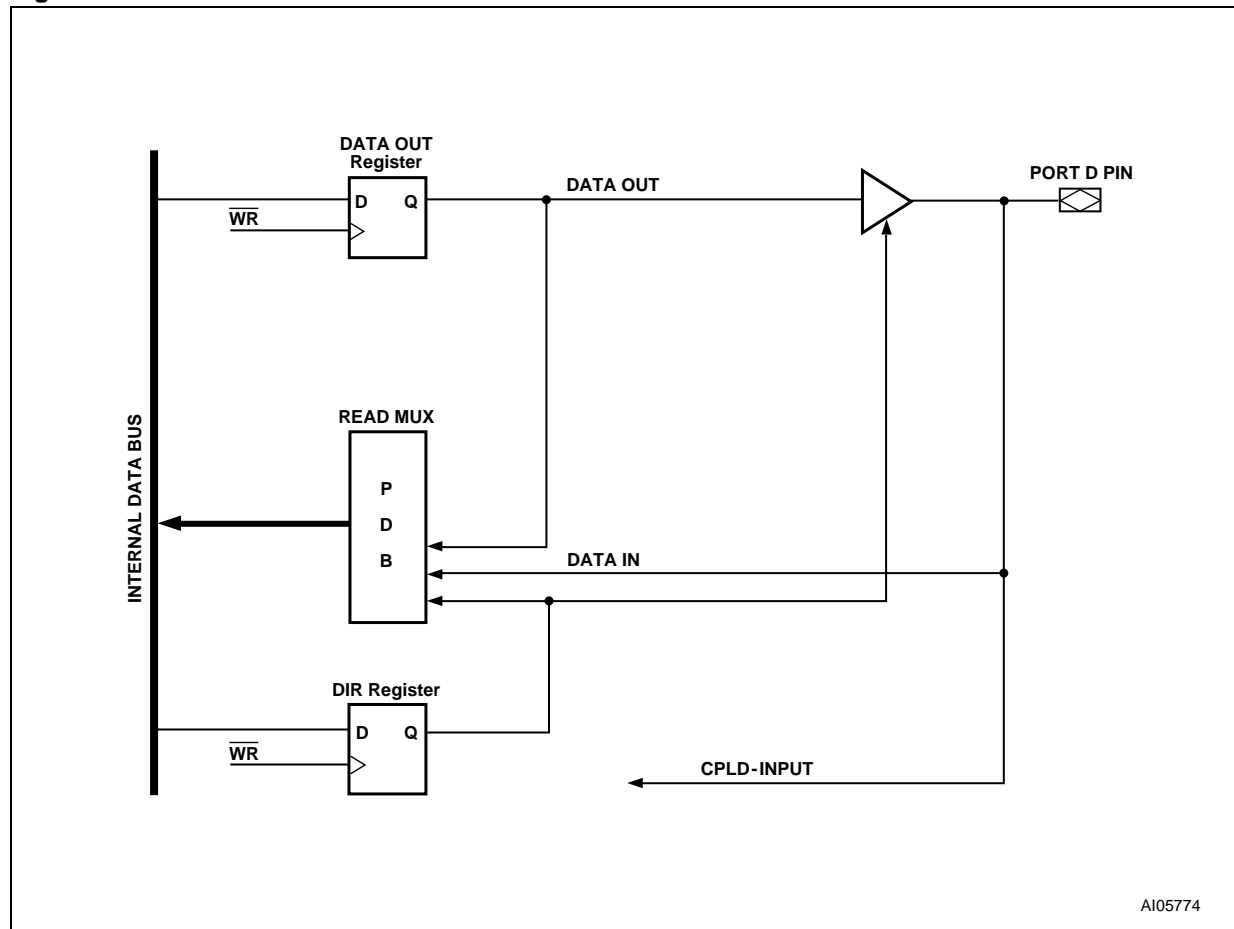 DATA OUT
Register
D Q
WR
DATA OUT
PORT D PIN
INTERNAL DATA BUS
READ MUX
P
D
B
DATA IN
DIR Register
D Q
WR
CPLD-INPUT
AI05774